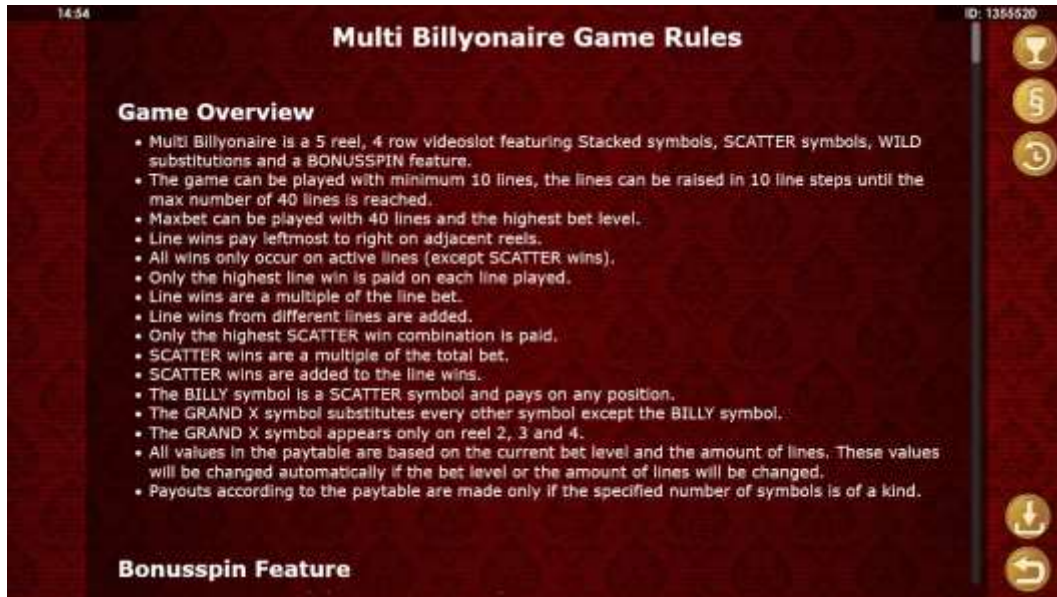 14:54
ID: 1355520
Multi Billyonaire Game Rules
Game Overview
• Multi Billyonaire is a 5 reel, 4 row videoslot featuring Stacked symbols, SCATTER symbols, WILD
substitutions and a BONUSSPIN feature.
• The game can be played with minimum 10 lines, the lines can be raised in 10 line steps until the
max number of 40 lines is reached.
• Maxbet can be played with 40 lines and the highest bet level.
• Line wins pay leftmost to right on adjacent reels.
• All wins only occur on active lines (except SCATTER wins).
• Only the highest line win is paid on each line played.
• Line wins are a multiple of the line bet.
• Line wins from different lines are added.
• Only the highest SCATTER win combination is paid.
• SCATTER wins are a multiple of the total bet.
• SCATTER wins are added to the line wins.
• The BILLY symbol is a SCATTER symbol and pays on any position.
• The GRAND X symbol substitutes every other symbol except the BILLY symbol.
• The GRAND X symbol appears only on reel 2, 3 and 4.
• All values in the paytable are based on the current bet level and the amount of lines. These values
will be changed automatically if the bet level or the amount of lines will be changed.
• Payouts according to the paytable are made only if the specified number of symbols is of a kind.
Bonusspin Feature